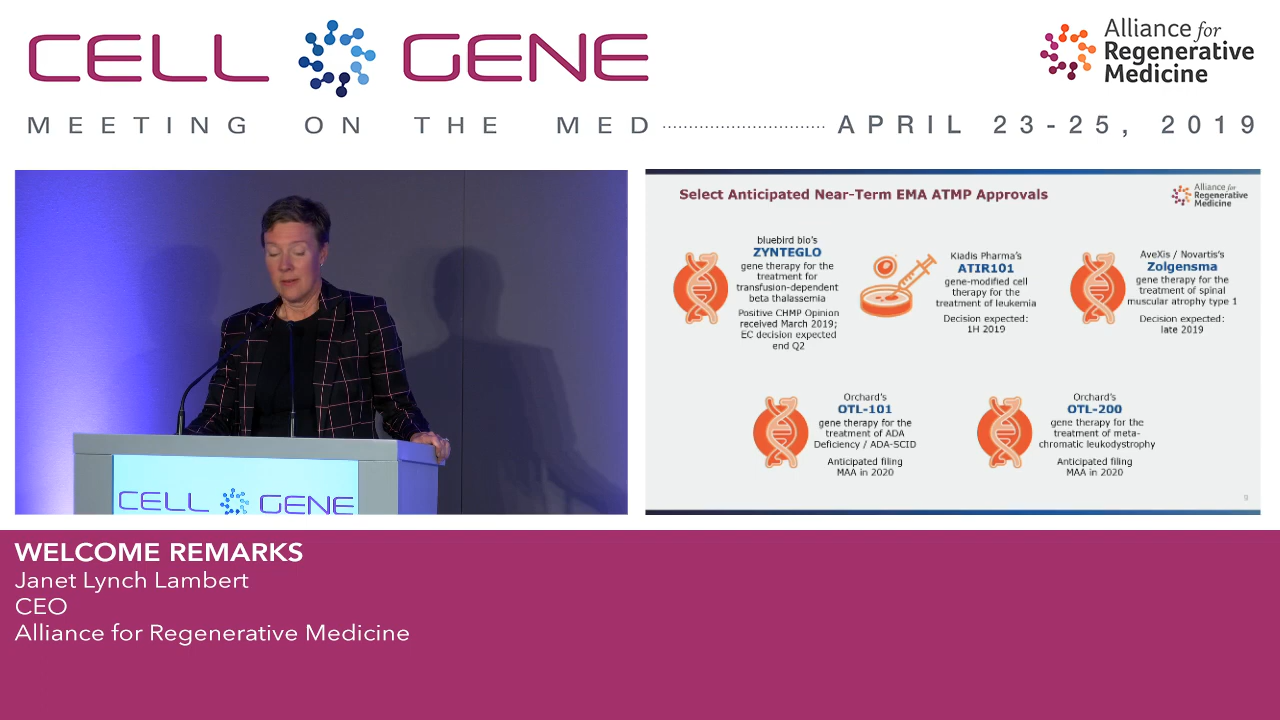 CELL GENE
MEETING ON THE MED
APRIL 23-25, 2019
Alliance for
Regenerative
Medicine
CELL GENE
Select Anticipated Near-Term EMA ATMP Approvals
Alliance for
Regenerative
Medicine
bluebird bio's
ZYNTEGLO
gene therapy for the
treatment for
transfusion-dependent
beta thalassemia
Positive CHMP Opinion
received March 2019;
EC decision expected
end Q2
Kiadis Pharma's
ATIR101
gene-modified cell
therapy for the
treatment of leukemia
Decision expected:
1H 2019
AveXis / Novartis's
Zolgensma
gene therapy for the
treatment of spinal
muscular atrophy type 1
Decision expected:
late 2019
Orchard's
OTL-101
gene therapy for the
treatment of ADA
Deficiency / ADA-SCID
Anticipated filing
MAA in 2020
Orchard's
OTL-200
gene therapy for the
treatment of meta-
chromatic leukodystrophy
Anticipated filing
MAA in 2020
9
WELCOME REMARKS
Janet Lynch Lambert
CEO
Alliance for Regenerative Medicine